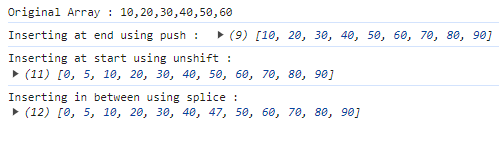 Original Array : 10,20,30,40,50,60
Inserting at end using push : ▶ (9) [10, 20, 30, 40, 50, 60, 70, 80, 90]
Inserting at start using unshift :
▶ (11) [0, 5, 10, 20, 30, 40, 50, 60, 70, 80, 90]
Inserting in between using splice :
▶ (12) [0, 5, 10, 20, 30, 40, 47, 50, 60, 70, 80, 90]